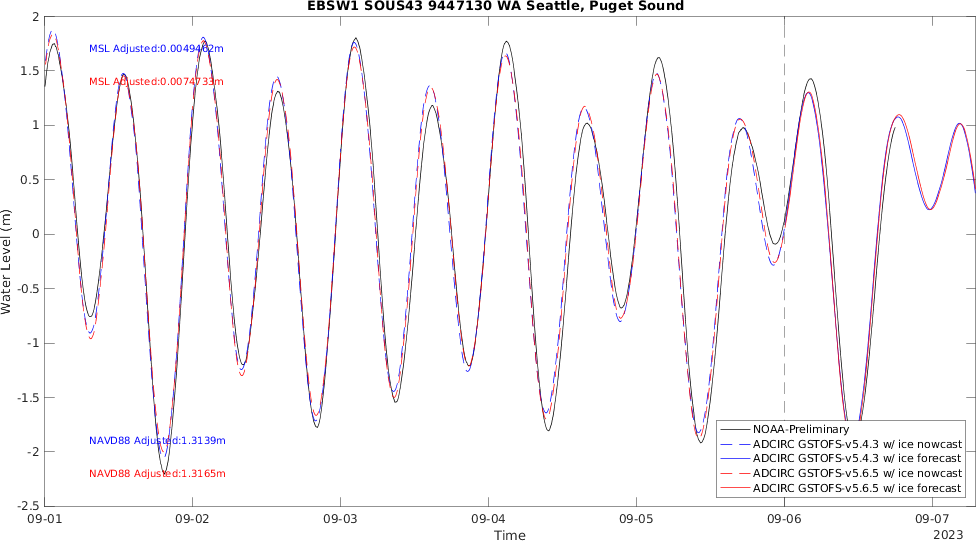 EBSW1 SOUS43 9447130 WA Seattle, Puget Sound
2
1.5
1
0.5
0
-0.5
-1
-1.5
-2
-2.5
Water Level (m)
MSL Adjusted:0.0049462m
MSL Adjusted:0.0074733m
NAVD88 Adjusted:1.3139m
NAVD88 Adjusted:1.3165m
NOAA-Preliminary
ADCIRC GSTOFS-v5.4.3 w/ ice nowcast
ADCIRC GSTOFS-v5.4.3 w/ ice forecast
ADCIRC GSTOFS-v5.6.5 w/ ice nowcast
ADCIRC GSTOFS-v5.6.5 w/ ice forecast
09-01 09-02 09-03 09-04 09-05 09-06 09-07
Time
2023